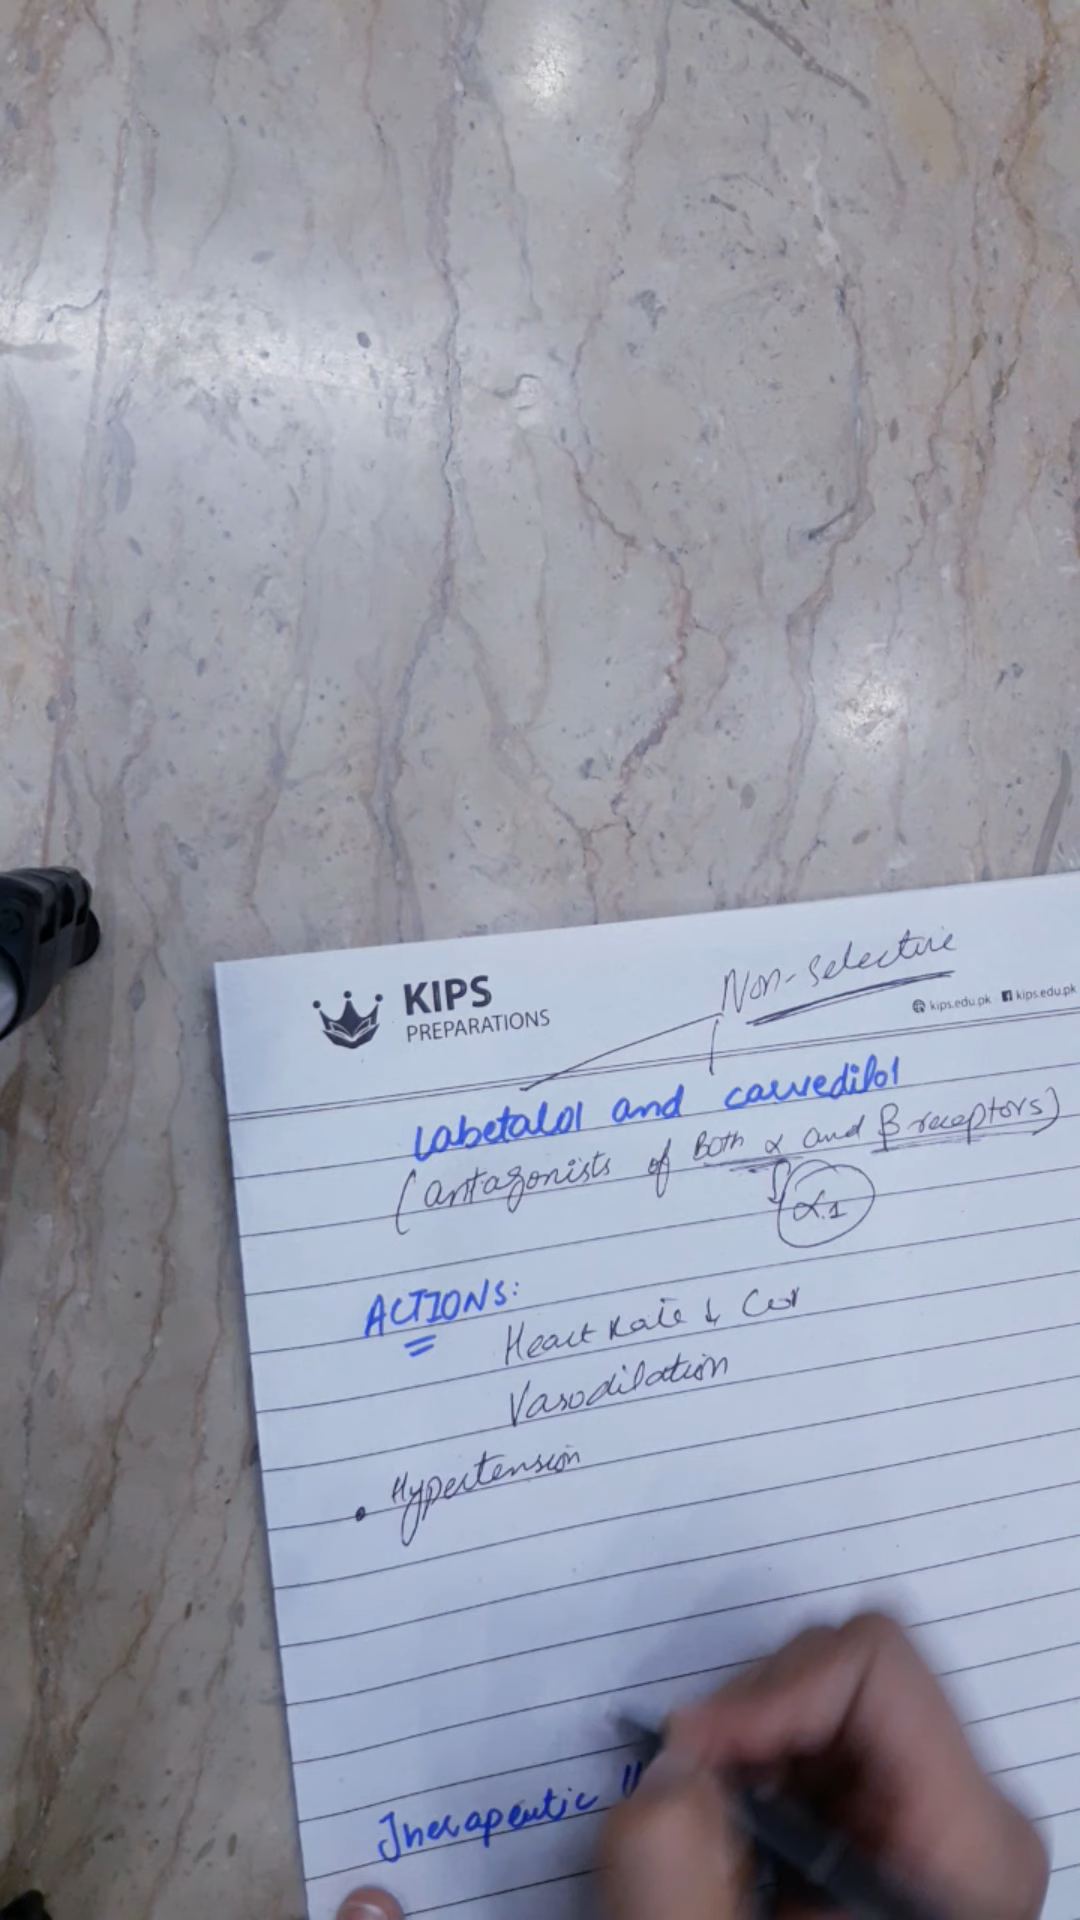 Non-selective
KIPS
PREPARATIONS
kips.edu.pk kips.edu.pk
Labetalol and carvedilol
(antagonists of Both α and β receptors)
α1
ACTIONS:
Heart Rate ↓
Vasodilation
• Hypertension
Therapeutic